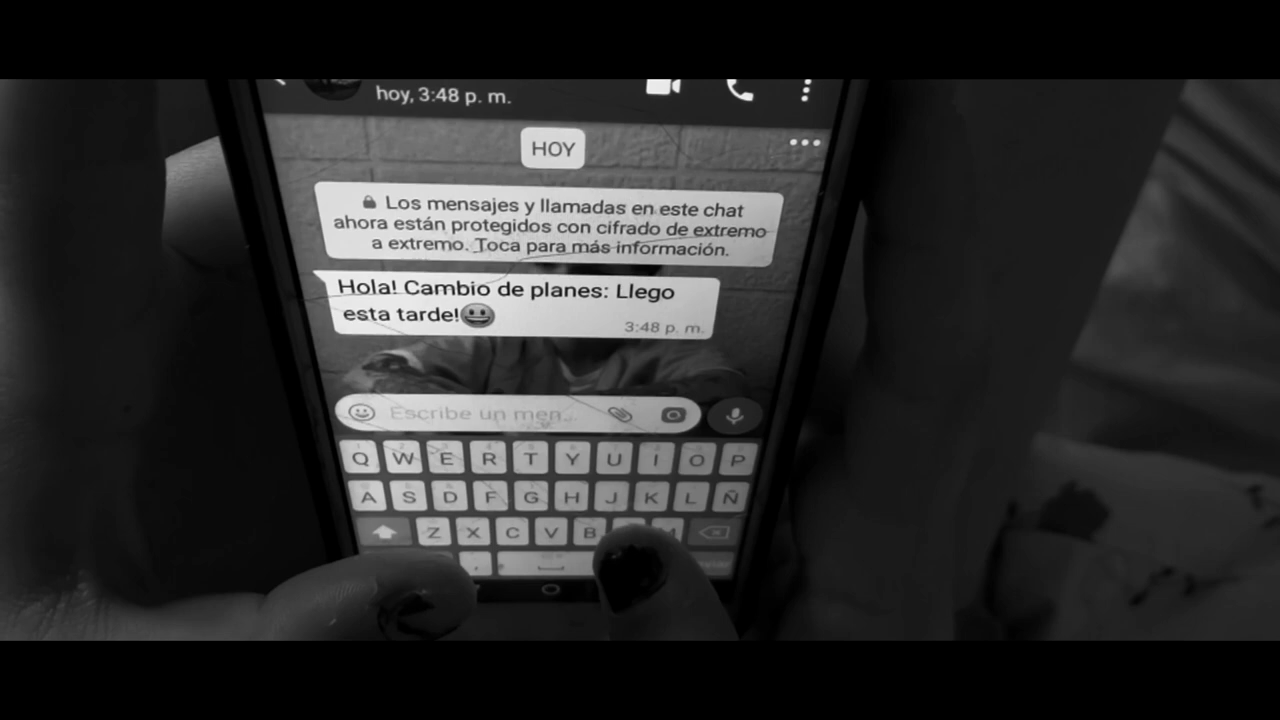 hoy, 3:48 p. m.
HOY
Los mensajes y llamadas en este chat
ahora están protegidos con cifrado de extremo
a extremo. Toca para más información.
Hola! Cambio de planes: Llego
esta tarde!😃
3:48 p. m.
Escribe un men...
Q W E R T Y U I O P
A S D F G H J K L Ñ
Z X C V B